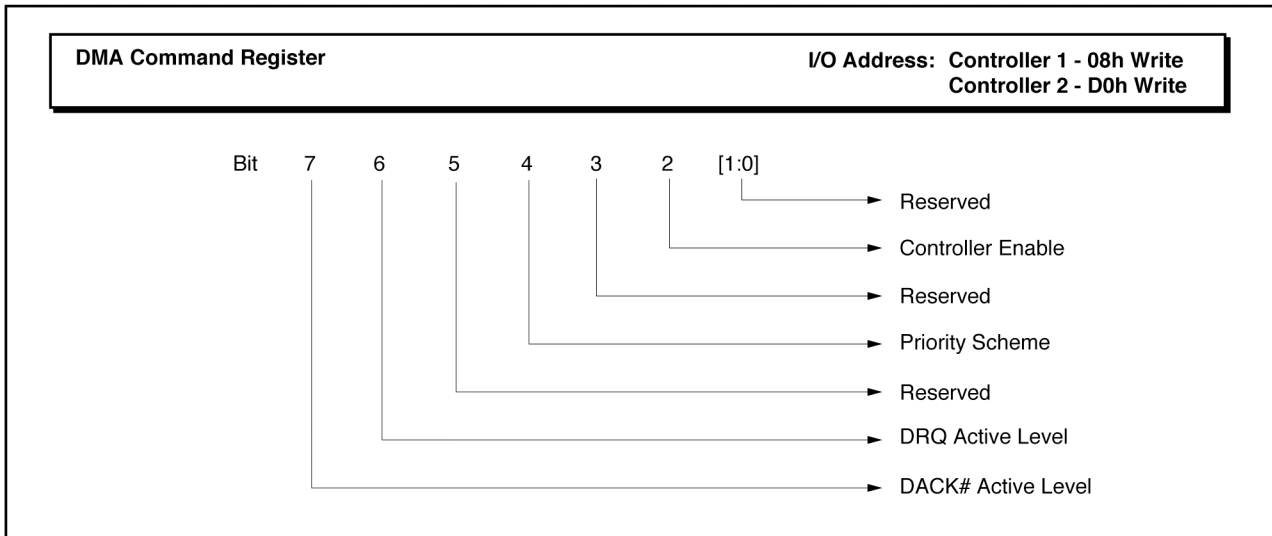 DMA Command Register
I/O Address: Controller 1 - 08h Write
Controller 2 - D0h Write
Bit 7 6 5 4 3 2 [1:0]
Reserved
Controller Enable
Reserved
Priority Scheme
Reserved
DRQ Active Level
DACK# Active Level